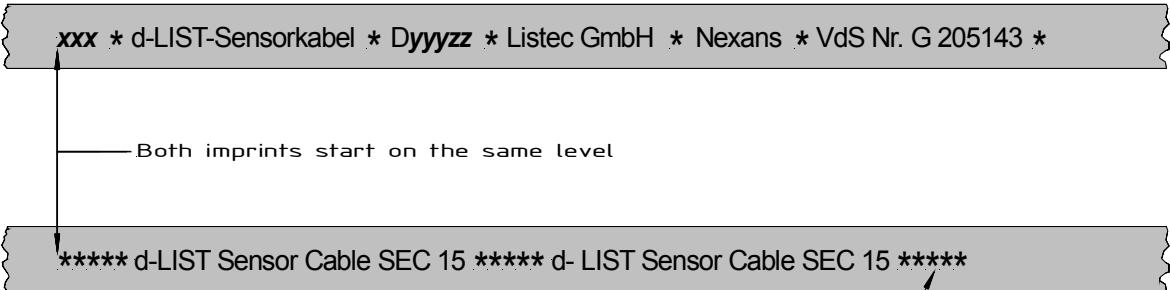 xxx * d-LIST-Sensorkabel * Dyyyzz * Listec GmbH * Nexans * VdS Nr. G 205143 *
Both imprints start on the same level
***** d-LIST Sensor Cable SEC 15 ***** d- LIST Sensor Cable SEC 15 *****